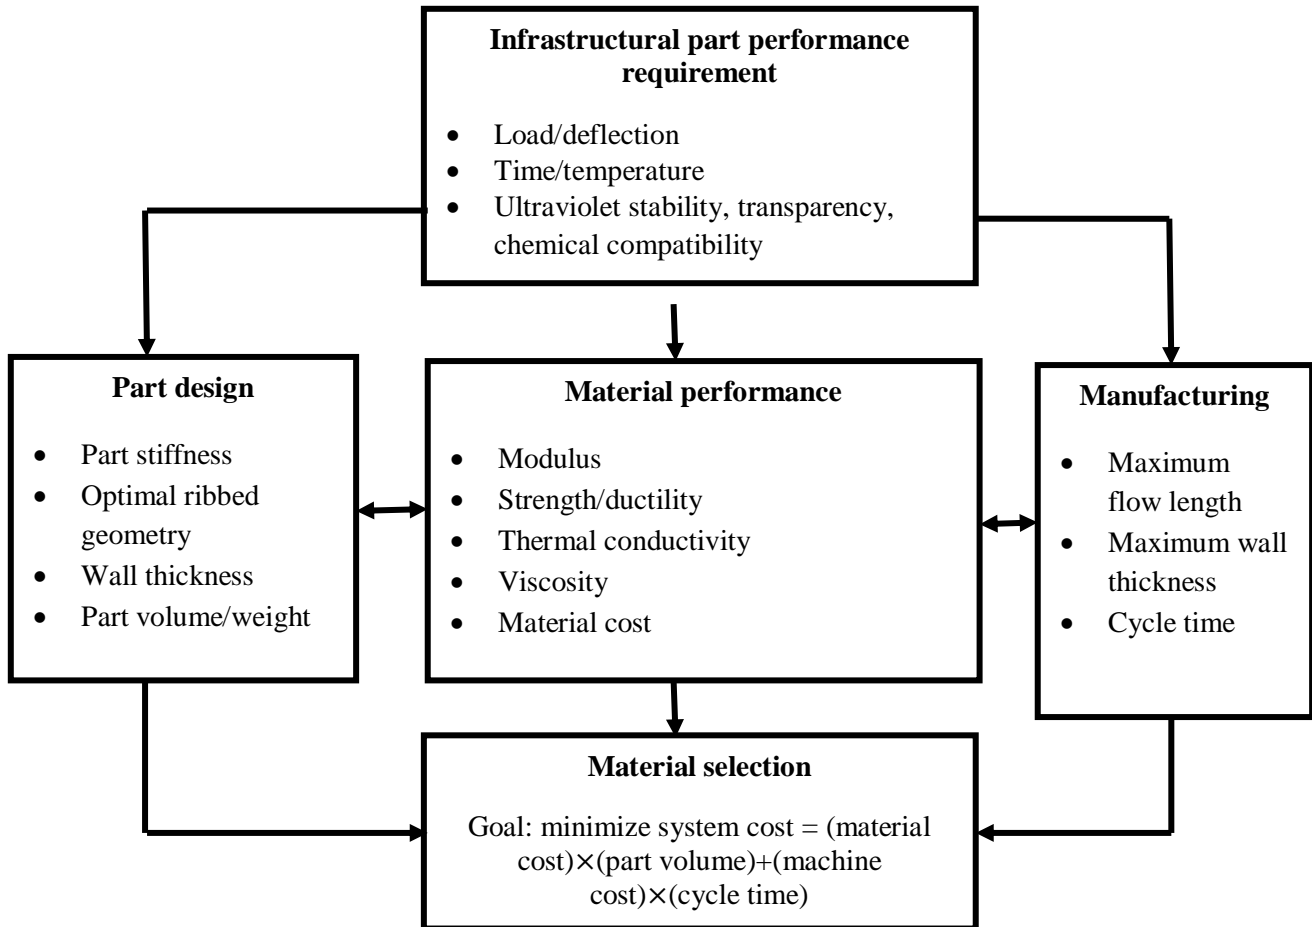 Infrastructural part performance
requirement
• Load/deflection
• Time/temperature
• Ultraviolet stability, transparency,
chemical compatibility
Part design
• Part stiffness
• Optimal ribbed
geometry
• Wall thickness
• Part volume/weight
Material performance
• Modulus
• Strength/ductility
• Thermal conductivity
• Viscosity
• Material cost
Manufacturing
• Maximum
flow length
• Maximum wall
thickness
• Cycle time
Material selection
Goal: minimize system cost = (material
cost)×(part volume)+(machine
cost)×(cycle time)